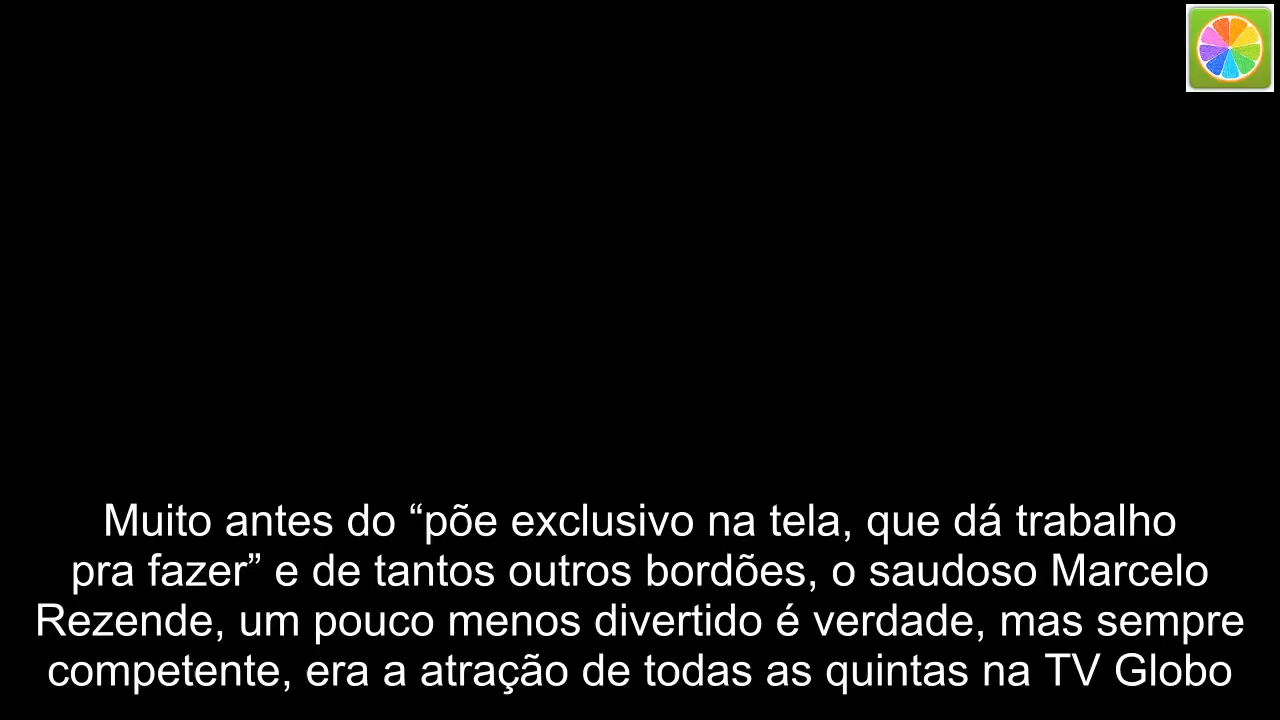 Muito antes do “põe exclusivo na tela, que dá trabalho
pra fazer” e de tantos outros bordões, o saudoso Marcelo
Rezende, um pouco menos divertido é verdade, mas sempre
competente, era a atração de todas as quintas na TV Globo